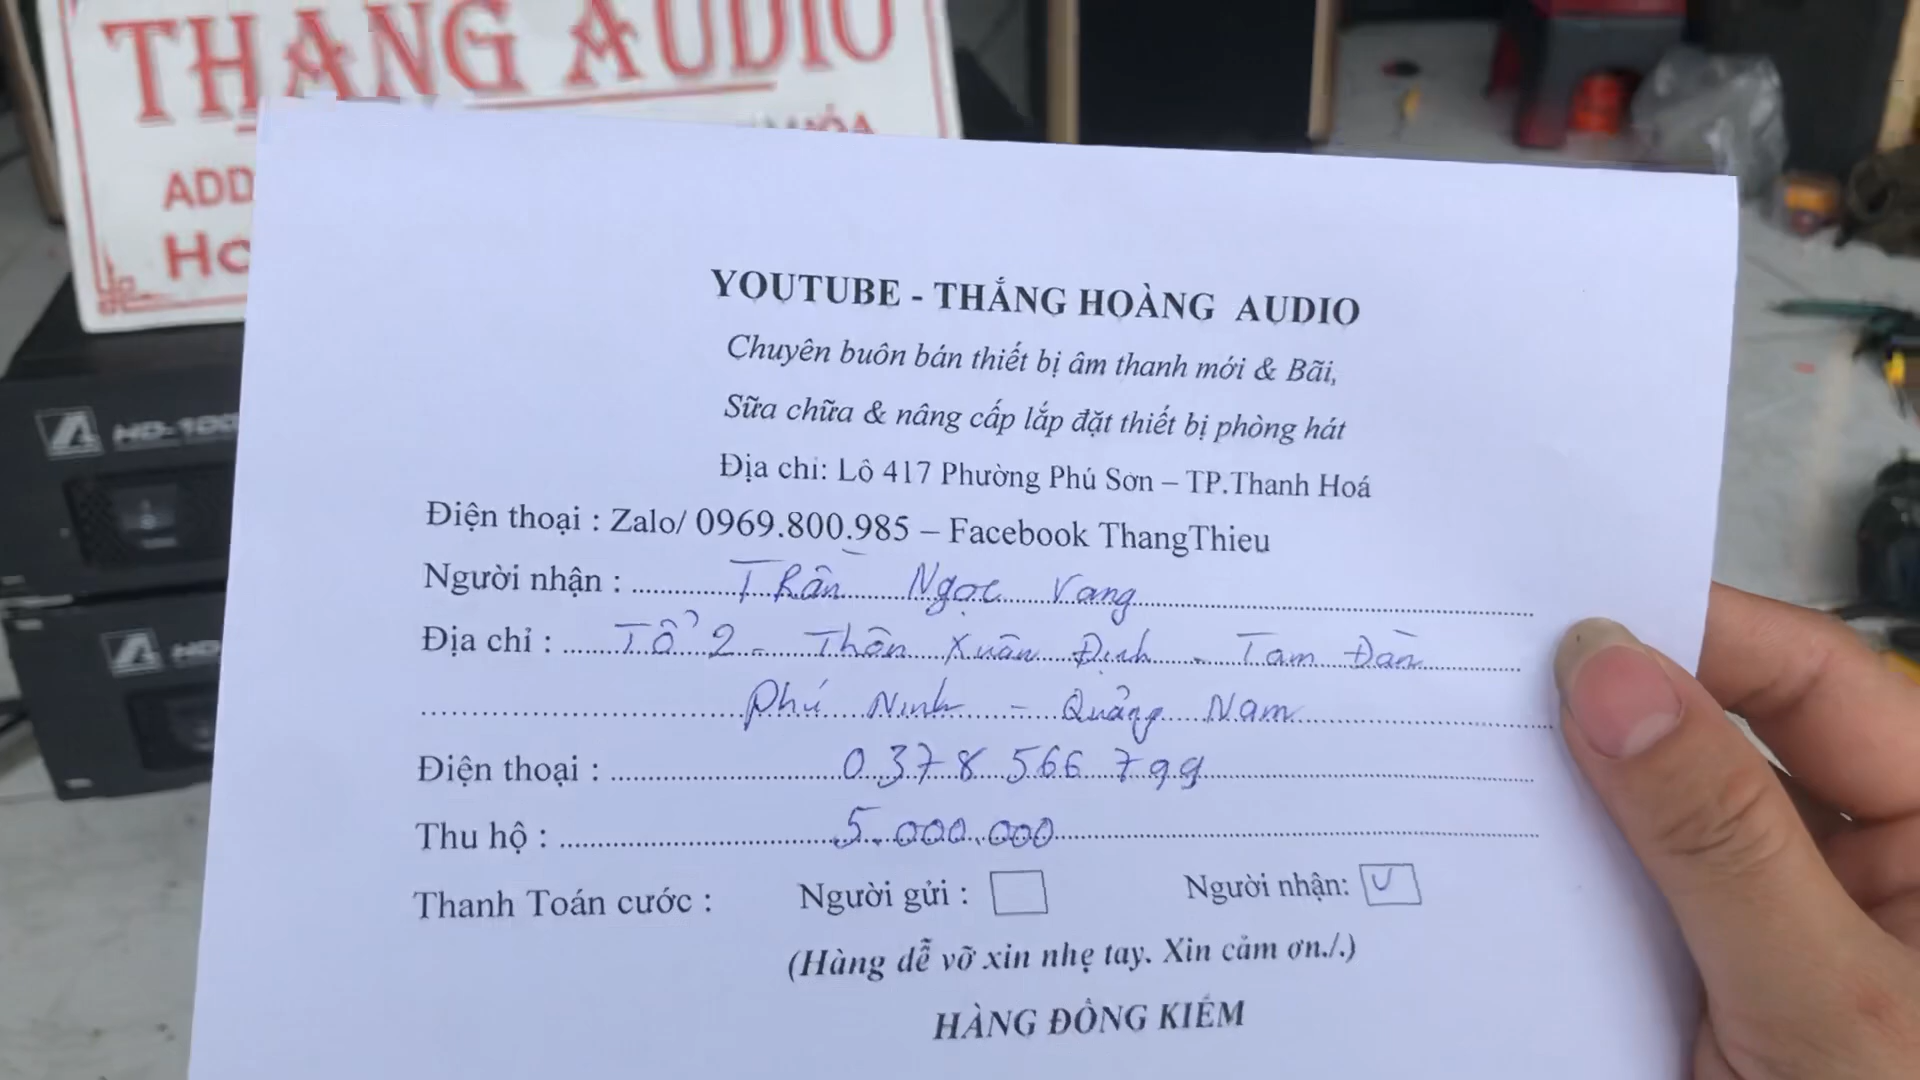 THẮNG AUDIO
ADD
Ho
HD-100
HD-
YOUTUBE - THẮNG HOÀNG AUDIO
Chuyên buôn bán thiết bị âm thanh mới & Bãi,
Sữa chữa & nâng cấp lắp đặt thiết bị phòng hát
Địa chỉ: Lô 417 Phường Phú Sơn – TP.Thanh Hoá
Điện thoại : Zalo/ 0969.800.985 – Facebook ThangThieu
Người nhận : Trần Ngọc Vang
Địa chỉ : Tổ 2 - Thôn Xuân Định - Tam Đàn
Phú Ninh - Quảng Nam
Điện thoại : 0378 566 799
Thu hộ : 5.000.000
Thanh Toán cước : Người gửi : Người nhận:
(Hàng dễ vỡ xin nhẹ tay. Xin cảm ơn./.)
HÀNG ĐỒNG KIỂM